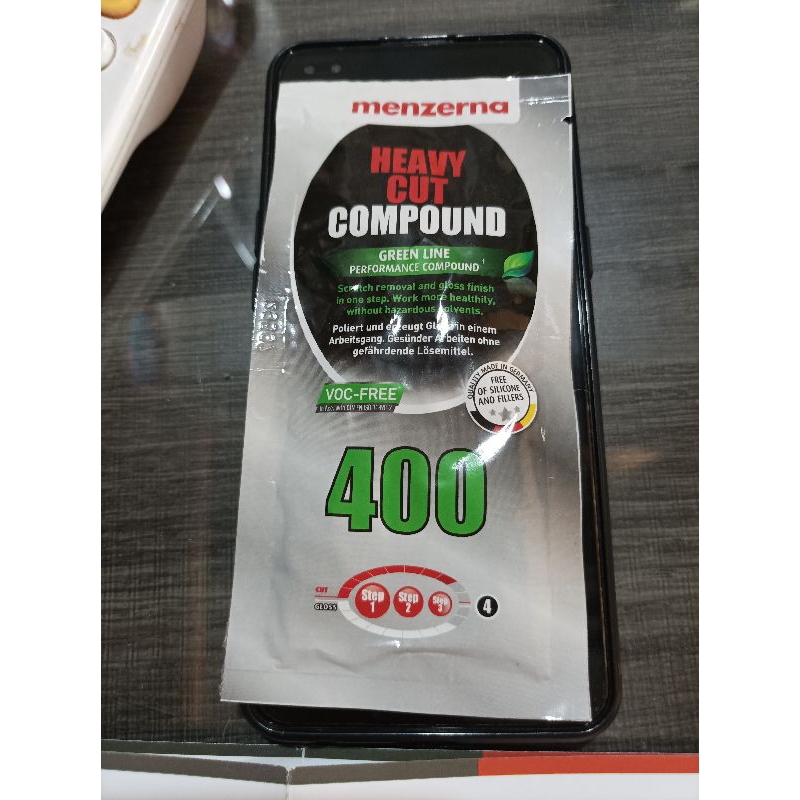 menzerna
HEAVY
CUT
COMPOUND
GREEN LINE
PERFORMANCE COMPOUND¹
Scratch removal and gloss finish
in one step. Work more healthily,
without hazardous solvents.
Poliert und erzeugt Glanz in einem
Arbeitsgang. Gesünder Arbeiten ohne
gefährdende Lösemittel.
QUALITY MADE IN GERMANY
FREE
OF SILICONE
AND FILLERS
VOC-FREE
400
CUT
GLOSS
Step
1
Step
2
Step
3
4